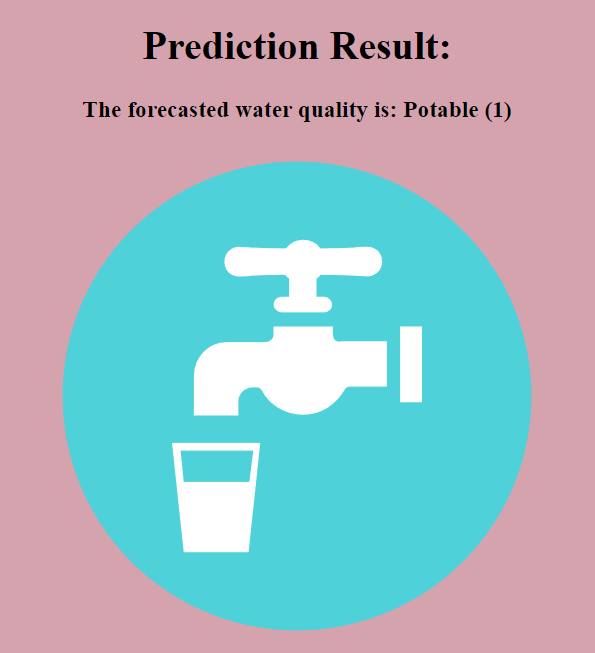 Prediction Result:
The forecasted water quality is: Potable (1)